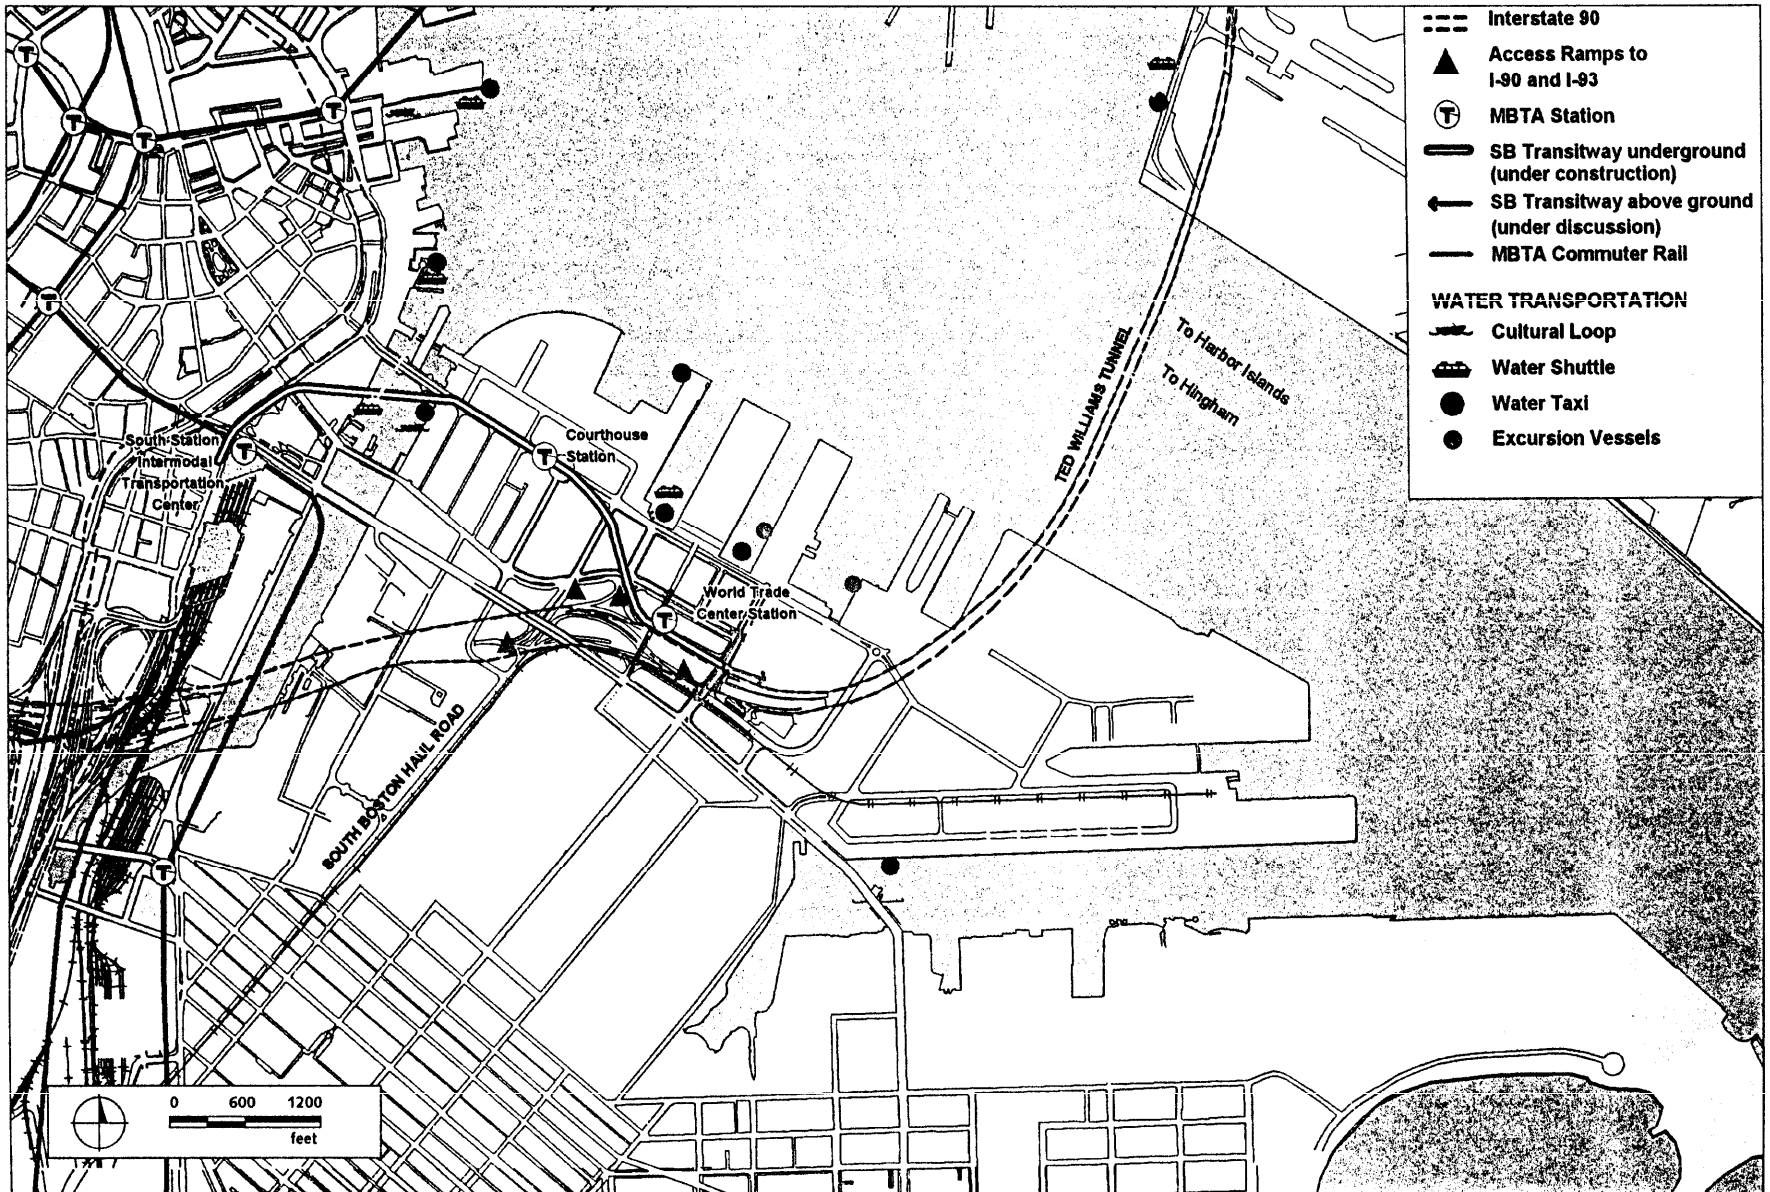 Interstate 90
Access Ramps to
I-90 and I-93
T
MBTA Station
SB Transitway underground
(under construction)
SB Transitway above ground
(under discussion)
MBTA Commuter Rail
WATER TRANSPORTATION
Cultural Loop
Water Shuttle
Water Taxi
Excursion Vessels
T
T
T
T
T
TED WILLIAMS TUNNEL
To Harbor Islands
To Hingham
South Station
Intermodal
Transportation
Center
T
Courthouse
Station
T
World Trade
Center Station
T
SOUTH BOSTON HAUL ROAD
T
0 600 1200
feet